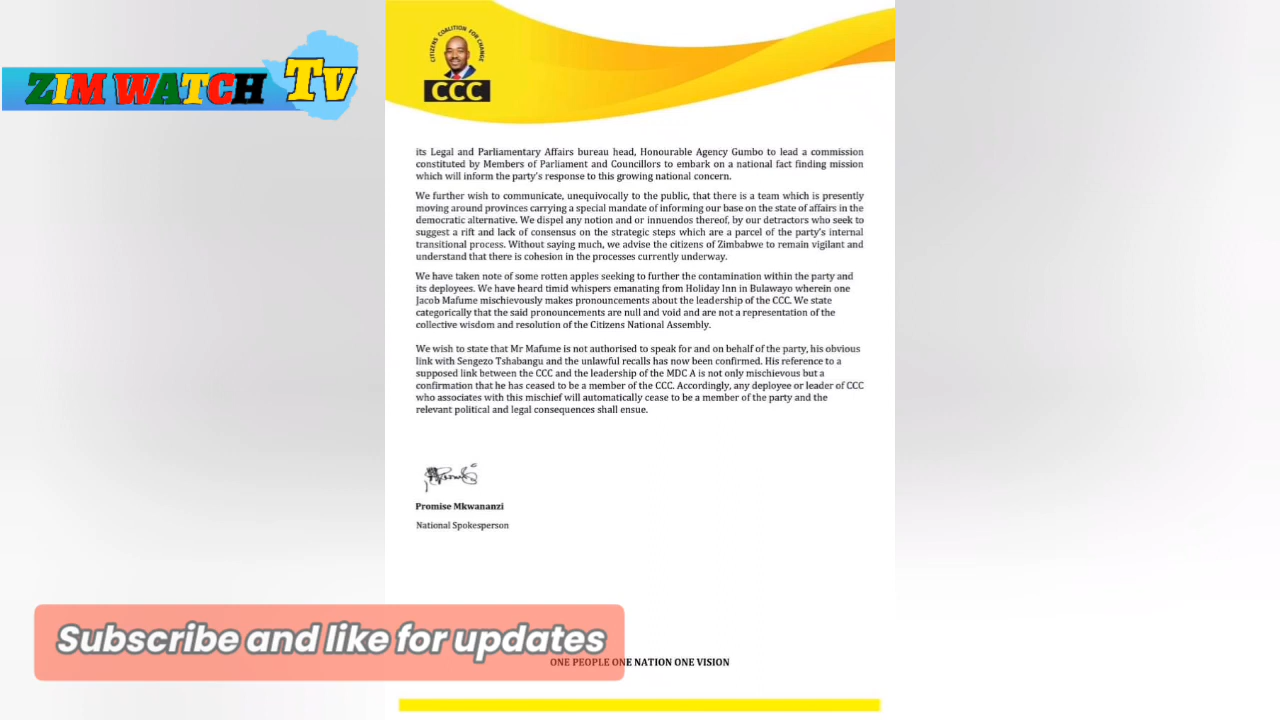 ZIM WATCH TV
CITIZENS COALITION FOR CHANGE
CCC
its Legal and Parliamentary Affairs bureau head, Honourable Agency Gumbo to lead a commission
constituted by Members of Parliament and Councillors to embark on a national fact finding mission
which will inform the party's response to this growing national concern.
We further wish to communicate, unequivocally to the public, that there is a team which is presently
moving around provinces carrying a special mandate of informing our base on the state of affairs in the
democratic alternative. We dispel any notion and or innuendos thereof, by our detractors who seek to
suggest a rift and lack of consensus on the strategic steps which are a parcel of the party's internal
transitional process. Without saying much, we advise the citizens of Zimbabwe to remain vigilant and
understand that there is cohesion in the processes currently underway.
We have taken note of some rotten apples seeking to further the contamination within the party and
its deployees. We have heard timid whispers emanating from Holiday Inn in Bulawayo wherein one
Jacob Mafume mischievously makes pronouncements about the leadership of the CCC. We state
categorically that the said pronouncements are null and void and are not a representation of the
collective wisdom and resolution of the Citizens National Assembly.
We wish to state that Mr Mafume is not authorised to speak for and on behalf of the party, his obvious
link with Sengezo Tshabangu and the unlawful recalls has now been confirmed. His reference to a
supposed link between the CCC and the leadership of the MDC A is not only mischievous but a
confirmation that he has ceased to be a member of the CCC. Accordingly, any deployee or leader of CCC
who associates with this mischief will automatically cease to be a member of the party and the
relevant political and legal consequences shall ensue.
Promise Mkwananzi
National Spokesperson
Subscribe and like for updates
ONE PEOPLE ONE NATION ONE VISION